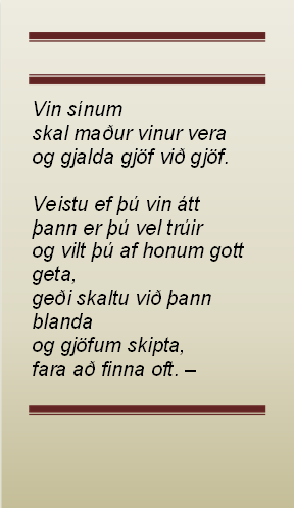 Vin sínum
skal maður vinur vera
og gjalda gjöf við gjöf.
Veistu ef þú vin átt
þann er þú vel trúir
og vilt þú af honum gott
geta,
geði skaltu við þann
blanda
og gjöfum skipta,
fara að finna oft. –